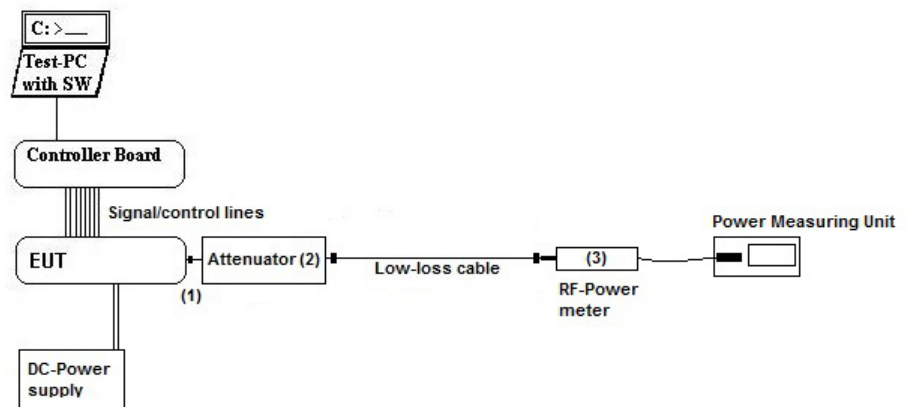 C:>__
Test-PC
with SW
Controller Board
Signal/control lines
EUT
(1)
Attenuator (2)
Low-loss cable
(3)
RF-Power
meter
Power Measuring Unit
DC-Power
supply